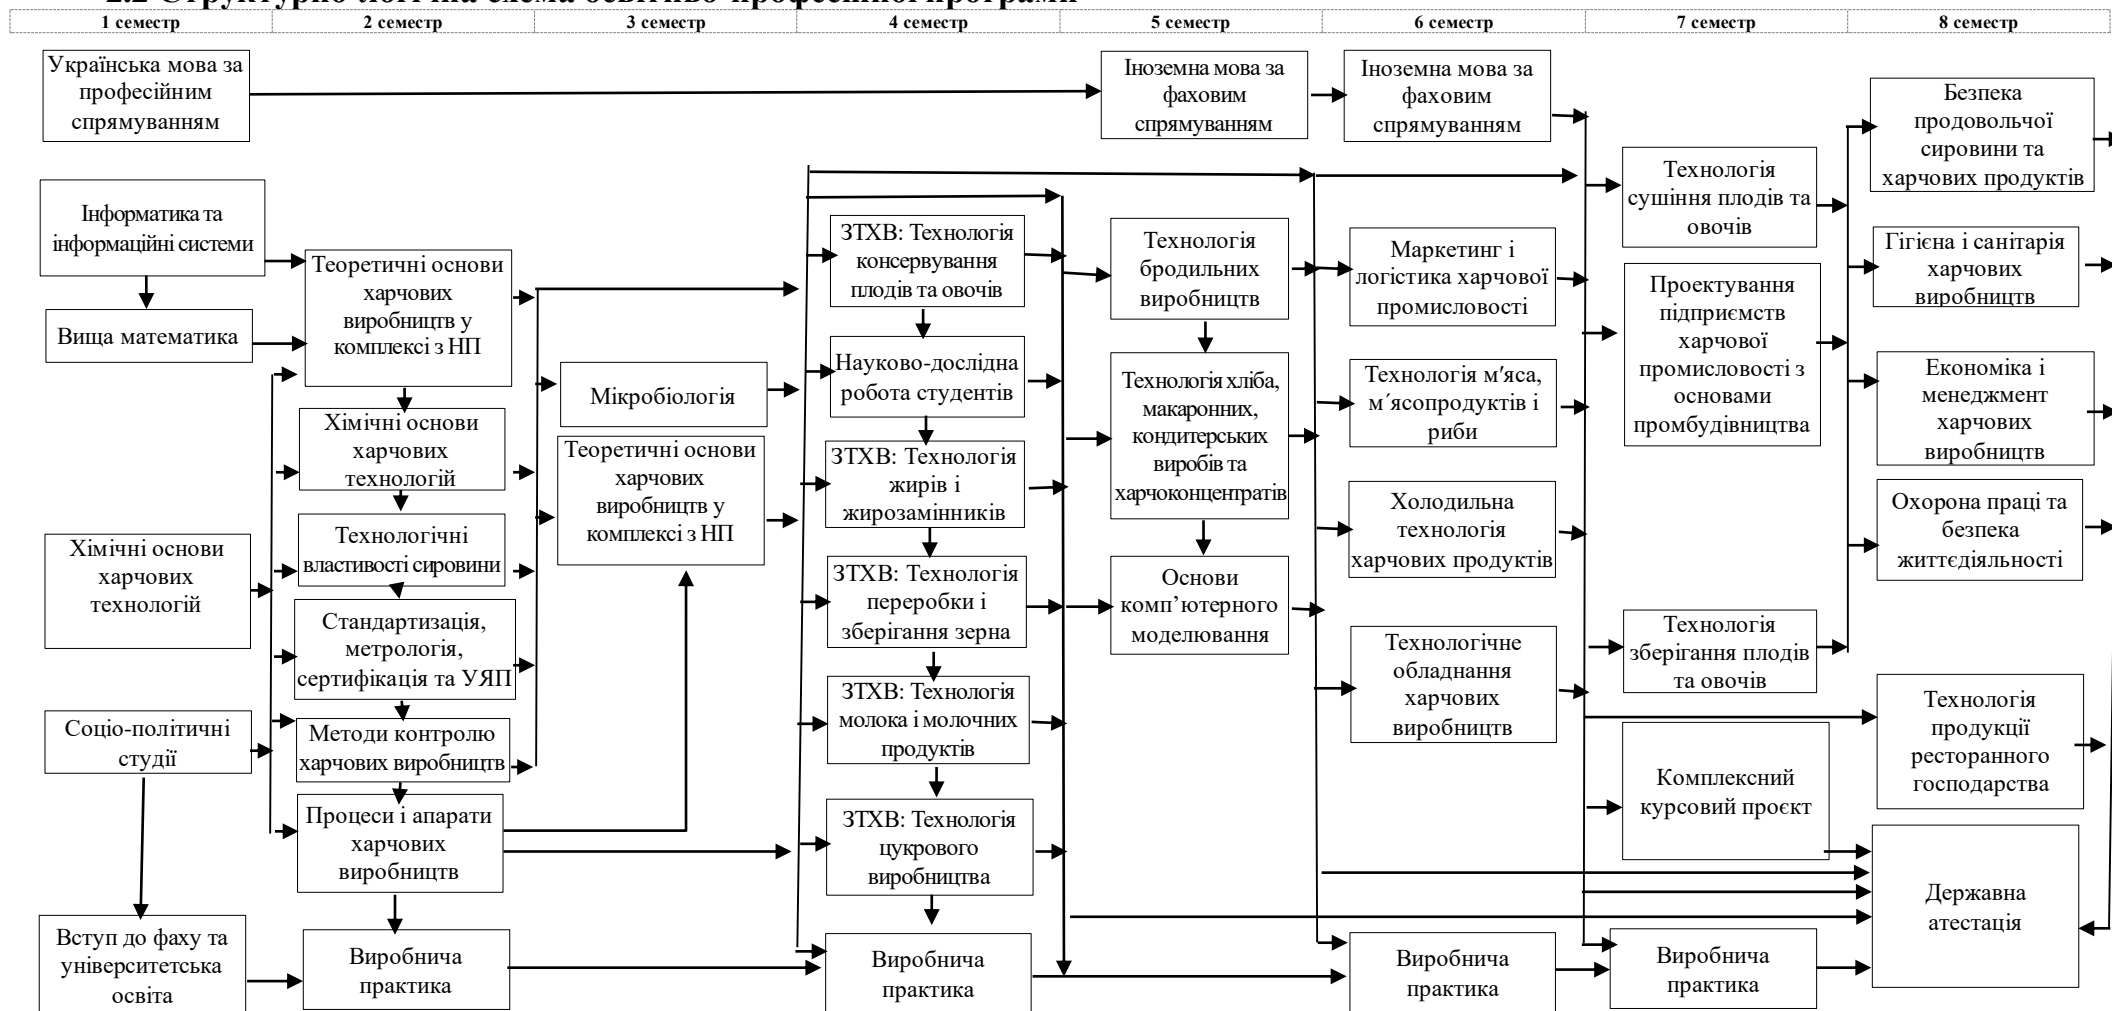 2.2 Структурно-логічна схема освітньо-професійної програми
1 семестр
2 семестр
3 семестр
4 семестр
5 семестр
6 семестр
7 семестр
8 семестр
Українська мова за
професійним
спрямуванням
Інформатика та
інформаційні системи
Вища математика
Хімічні основи
харчових
технологій
Соціо-політичні
студії
Вступ до фаху та
університетська
освіта
Теоретичні основи
харчових
виробництв у
комплексі з НП
Хімічні основи
харчових
технологій
Технологічні
властивості сировини
Стандартизація,
метрологія,
сертифікація та УЯП
Методи контролю
харчових виробництв
Процеси і апарати
харчових
виробництв
Виробнича
практика
Мікробіологія
Теоретичні основи
харчових
виробництв у
комплексі з НП
ЗТХВ: Технологія
консервування
плодів та овочів
Науково-дослідна
робота студентів
ЗТХВ: Технологія
жирів і
жирозамінників
ЗТХВ: Технологія
переробки і
зберігання зерна
ЗТХВ: Технологія
молока і молочних
продуктів
ЗТХВ: Технологія
цукрового
виробництва
Виробнича
практика
Іноземна мова за
фаховим
спрямуванням
Технологія
бродильних
виробництв
Технологія хліба,
макаронних,
кондитерських
виробів та
харчоконцентратів
Основи
комп’ютерного
моделювання
Іноземна мова за
фаховим
спрямуванням
Маркетинг і
логістика харчової
промисловості
Технологія м'яса,
м´ясопродуктів і
риби
Холодильна
технологія
харчових продуктів
Технологічне
обладнання
харчових
виробництв
Виробнича
практика
Технологія
сушіння плодів та
овочів
Проектування
підприємств
харчової
промисловості з
основами
промбудівництва
Технологія
зберігання плодів
та овочів
Комплексний
курсовий проєкт
Виробнича
практика
Безпека
продовольчої
сировини та
харчових продуктів
Гігієна і санітарія
харчових
виробництв
Економіка і
менеджмент
харчових
виробництв
Охорона праці та
безпека
життєдіяльності
Технологія
продукції
ресторанного
господарства
Державна
атестація